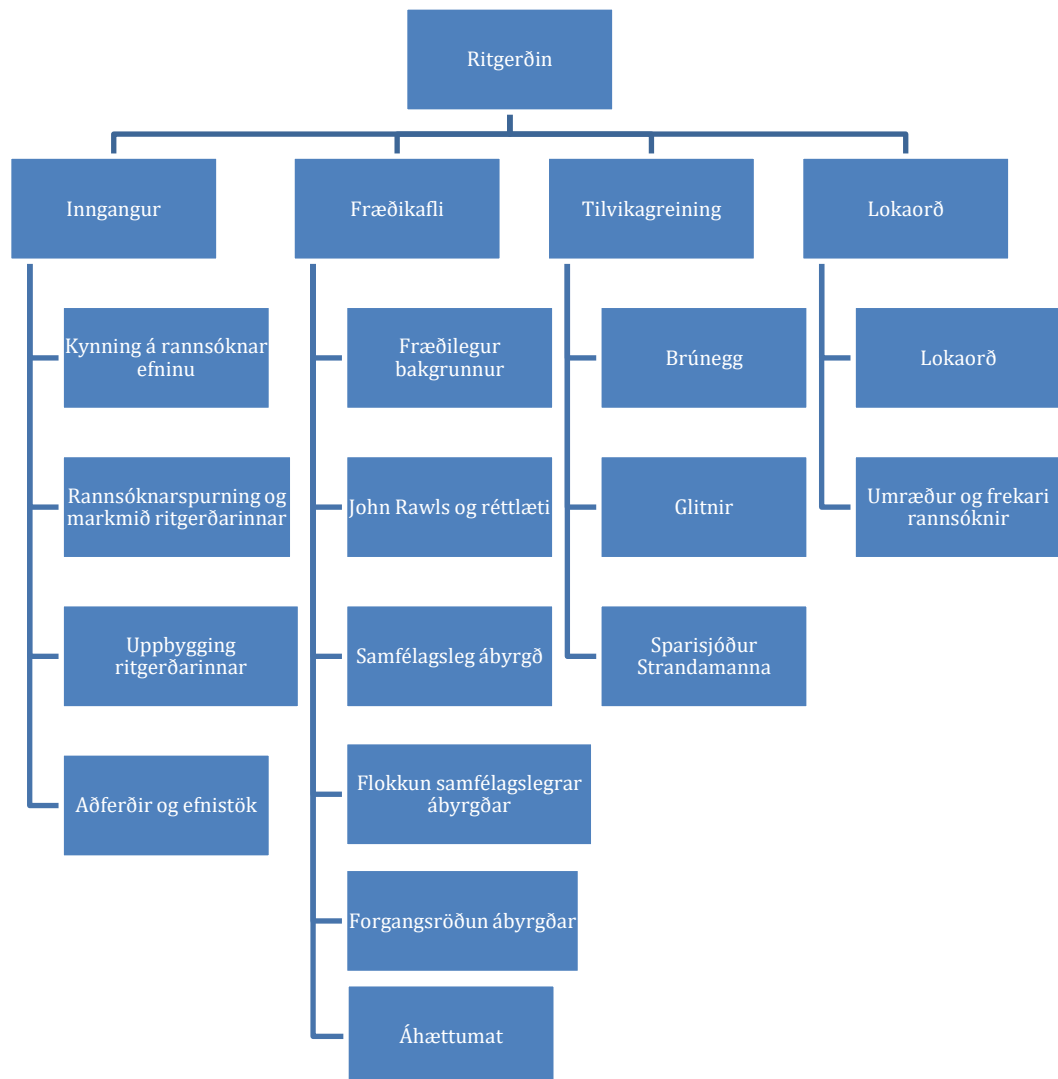 Ritgerðin
Inngangur
Kynning á rannsóknar
efninu
Rannsóknarspurning og
markmið ritgerðarinnar
Uppbygging
ritgerðarinnar
Aðferðir og efnistök
Fræðikafli
Fræðilegur
bakgrunnur
John Rawls og réttlæti
Samfélagsleg ábyrgð
Flokkun samfélagslegrar
ábyrgðar
Forgangsröðun ábyrgðar
Áhættumat
Tilvikagreining
Brúnegg
Glitnir
Sparisjóður
Strandamanna
Lokaorð
Lokaorð
Umræður og frekari
rannsóknir